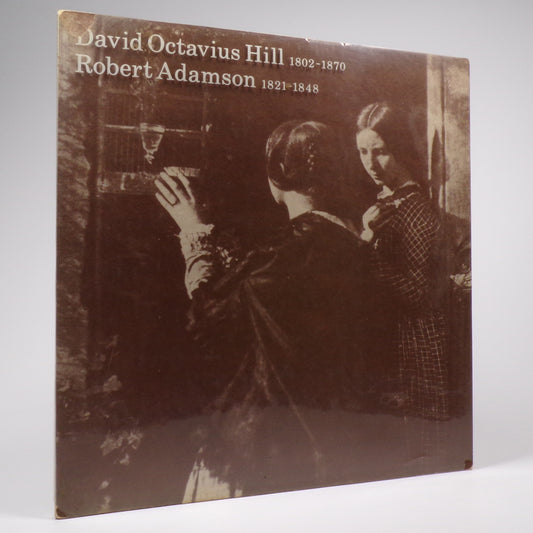 David Octavius Hill 1802-1870
Robert Adamson 1821-1848